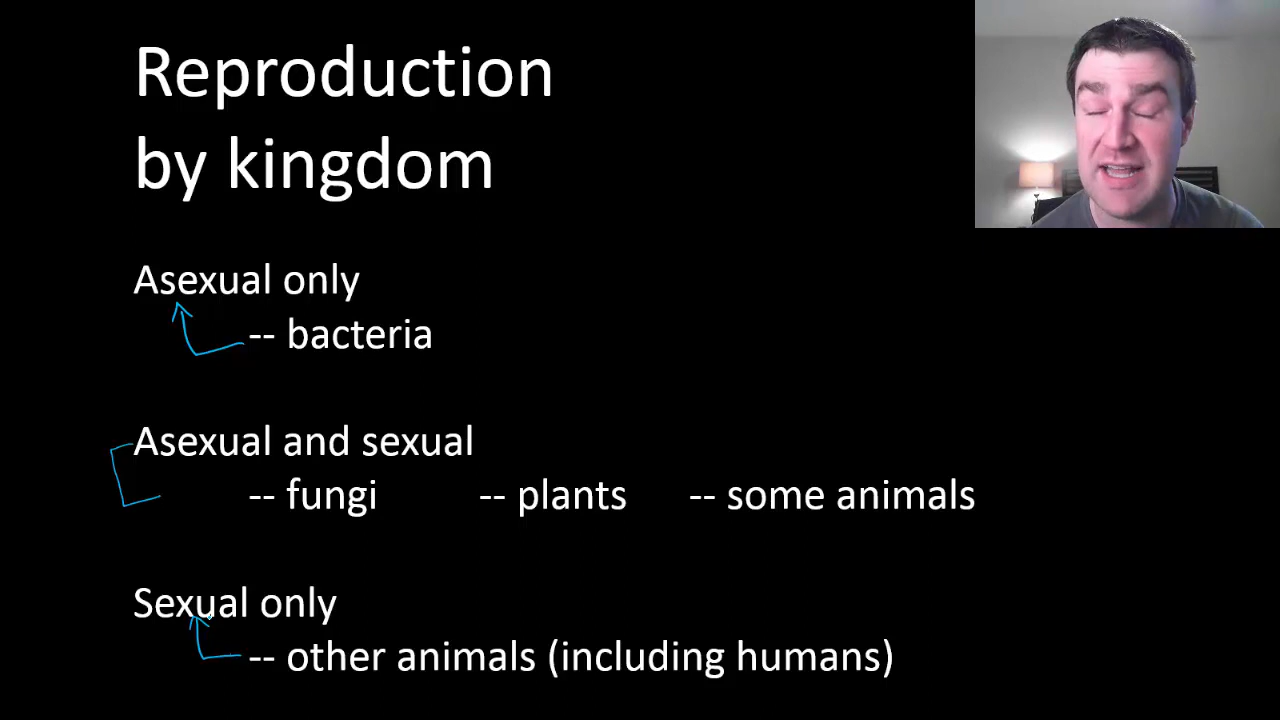 Reproduction
by kingdom
Asexual only
-- bacteria
Asexual and sexual
-- fungi -- plants -- some animals
Sexual only
-- other animals (including humans)